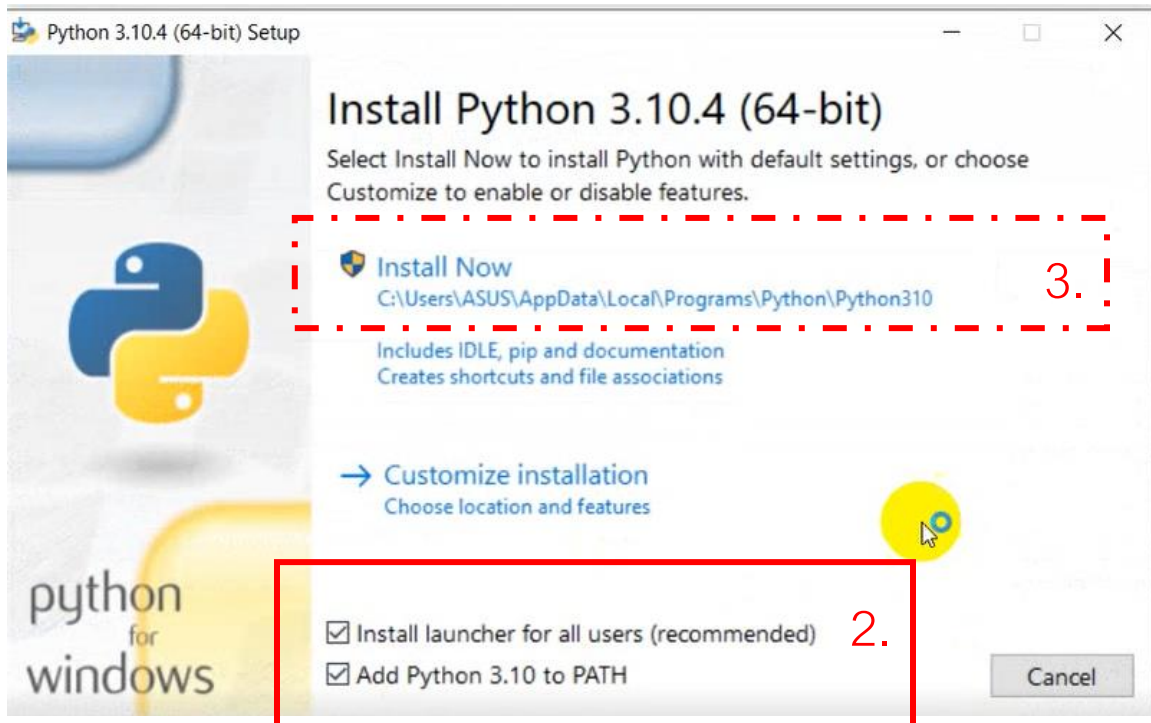 Python 3.10.4 (64-bit) Setup
Install Python 3.10.4 (64-bit)
Select Install Now to install Python with default settings, or choose
Customize to enable or disable features.
Install Now
C:\Users\ASUS\AppData\Local\Programs\Python\Python310
3.
Includes IDLE, pip and documentation
Creates shortcuts and file associations
Customize installation
Choose location and features
python
for
windows
Install launcher for all users (recommended)
2.
Add Python 3.10 to PATH
Cancel